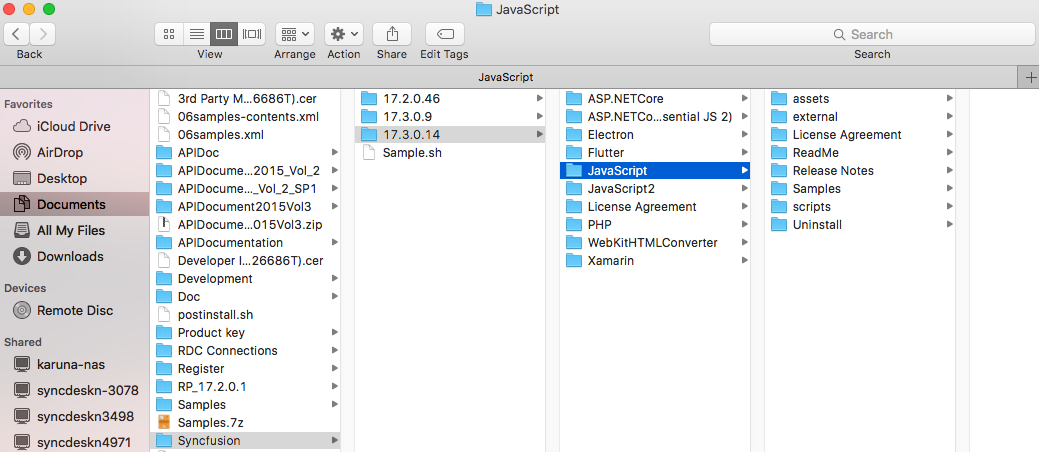 JavaScript
Back
View
Arrange
Action
Share
Edit Tags
Search
Search
JavaScript
Favorites
iCloud Drive
AirDrop
Desktop
Documents
All My Files
Downloads
Devices
Remote Disc
Shared
karuna-nas
syncdeskn-3078
syncdeskn3498
syncdeskn4971
3rd Party M...6686T).cer
06samples-contents.xml
06samples.xml
APIDoc
APIDocume...2015_Vol_2
APIDocume..._Vol_2_SP1
APIDocument2015Vol3
APIDocume...015Vol3.zip
APIDocumentation
Developer I...26686T).cer
Development
Doc
postinstall.sh
Product key
RDC Connections
Register
RP_17.2.0.1
Samples
Samples.7z
Syncfusion
17.2.0.46
17.3.0.9
17.3.0.14
Sample.sh
ASP.NETCore
ASP.NETCo...sential JS 2)
Electron
Flutter
JavaScript
JavaScript2
License Agreement
PHP
WebKitHTMLConverter
Xamarin
assets
external
License Agreement
ReadMe
Release Notes
Samples
scripts
Uninstall